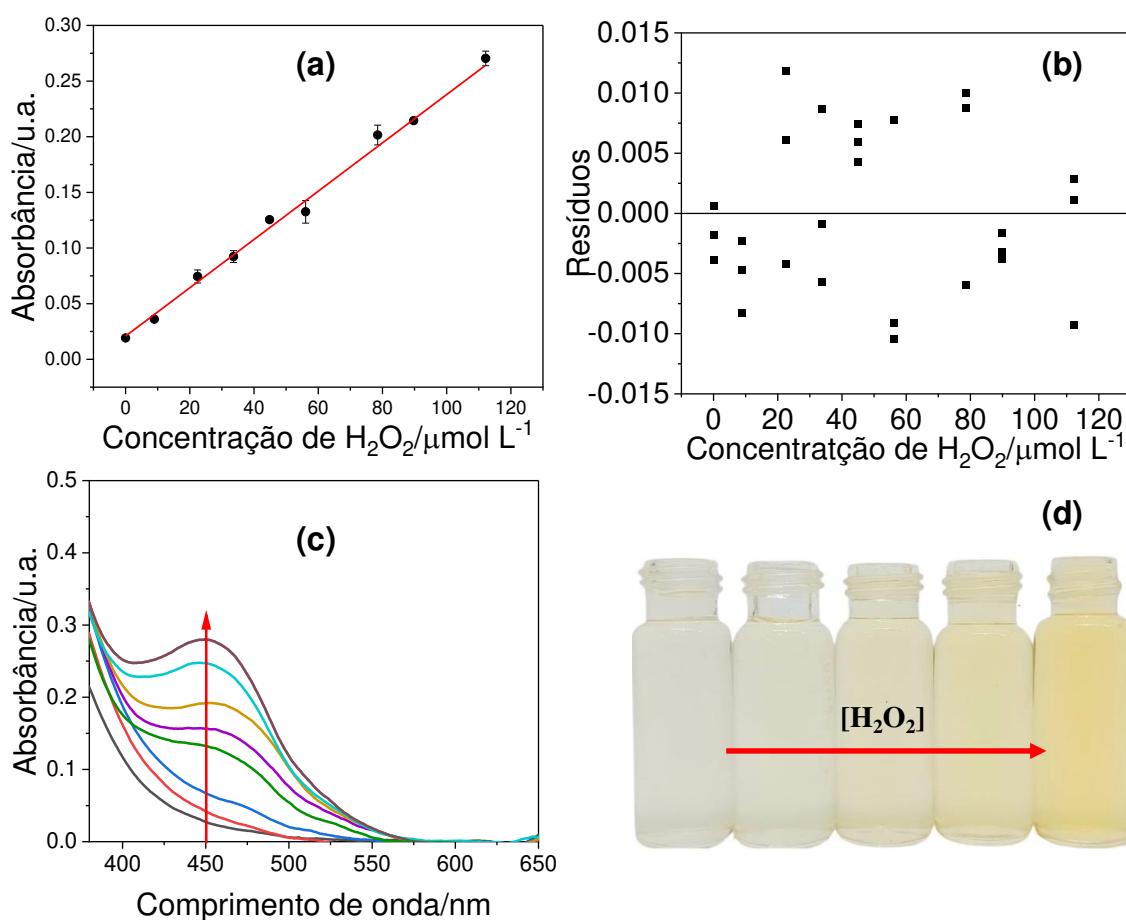 (a)
0.30
0.25
0.20
0.15
0.10
0.05
0.00
0 20 40 60 80 100 120
Absorbância/u.a.
Concentração de H₂O₂/μmol L⁻¹
(b)
0.015
0.010
0.005
0.000
-0.005
-0.010
-0.015
0 20 40 60 80 100 120
Resíduos
Concentratção de H₂O₂/μmol L⁻¹
(c)
0.5
0.4
0.3
0.2
0.1
0.0
400 450 500 550 600 650
Absorbância/u.a.
Comprimento de onda/nm
(d)
[H₂O₂]